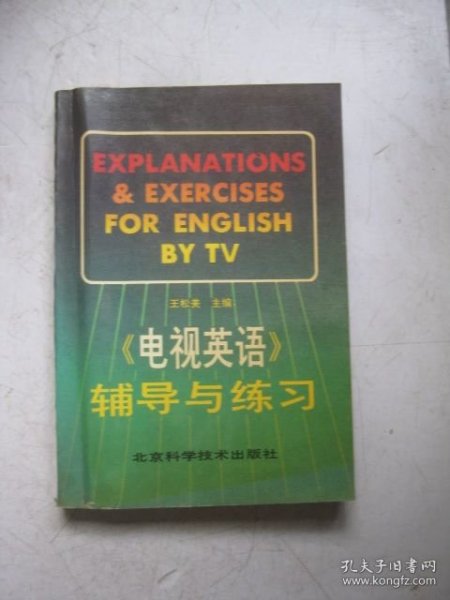 EXPLANATIONS
& EXERCISES
FOR ENGLISH
BY TV
王松美 主编
《电视英语》
辅导与练习
北京科学技术出版社
孔夫子旧书网
www.kongfz.com